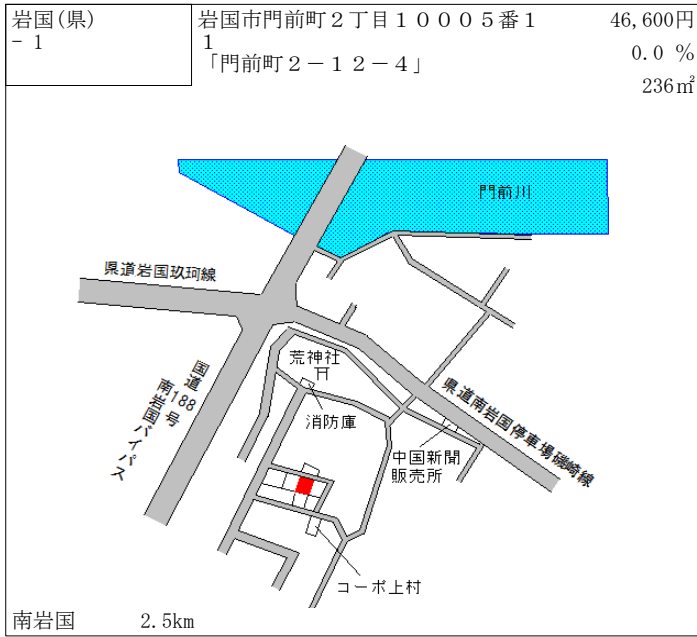 岩国(県)
- 1
岩国市門前町２丁目１０００５番１
１
「門前町２－１２－４」
46,600円
0.0 %
236㎡
門前川
県道岩国玖珂線
国道188号
南岩国バイパス
荒神社
消防庫
県道南岩国停車場磯崎線
中国新聞
販売所
コーポ上村
南岩国 2.5km